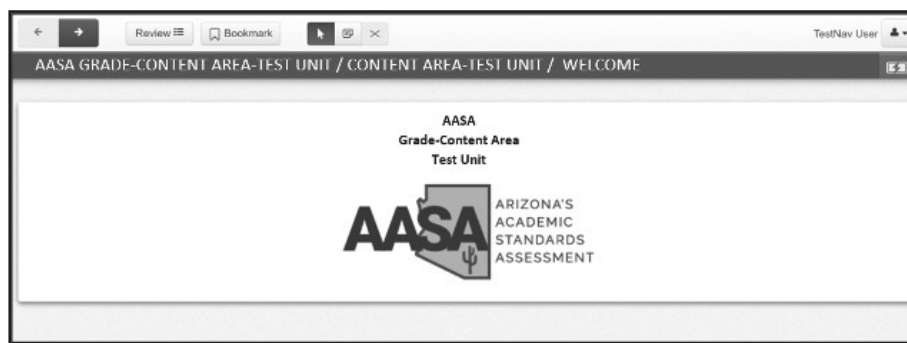 Review Bookmark TestNav User
AASA GRADE-CONTENT AREA-TEST UNIT / CONTENT AREA-TEST UNIT / WELCOME
AASA
Grade-Content Area
Test Unit
AASA
ARIZONA'S
ACADEMIC
STANDARDS
ASSESSMENT